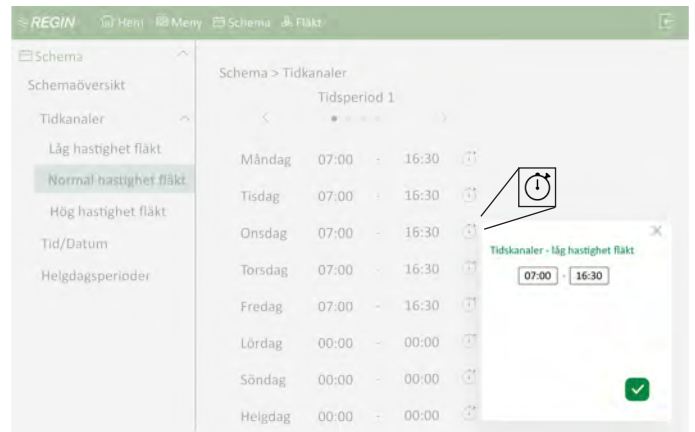 REGIN Hem Meny Schema Fläkt
Schema
Schemaöversikt
Tidkanaler
Låg hastighet fläkt
Normal hastighet fläkt
Hög hastighet fläkt
Tid/Datum
Helgdagsperioder
Schema > Tidkanaler
Tidsperiod 1
Måndag 07:00 - 16:30
Tisdag 07:00 - 16:30
Onsdag 07:00 - 16:30
Torsdag 07:00 - 16:30
Fredag 07:00 - 16:30
Lördag 00:00 - 00:00
Söndag 00:00 - 00:00
Helgdag 00:00 - 00:00
Tidskanaler - låg hastighet fläkt
07:00 - 16:30